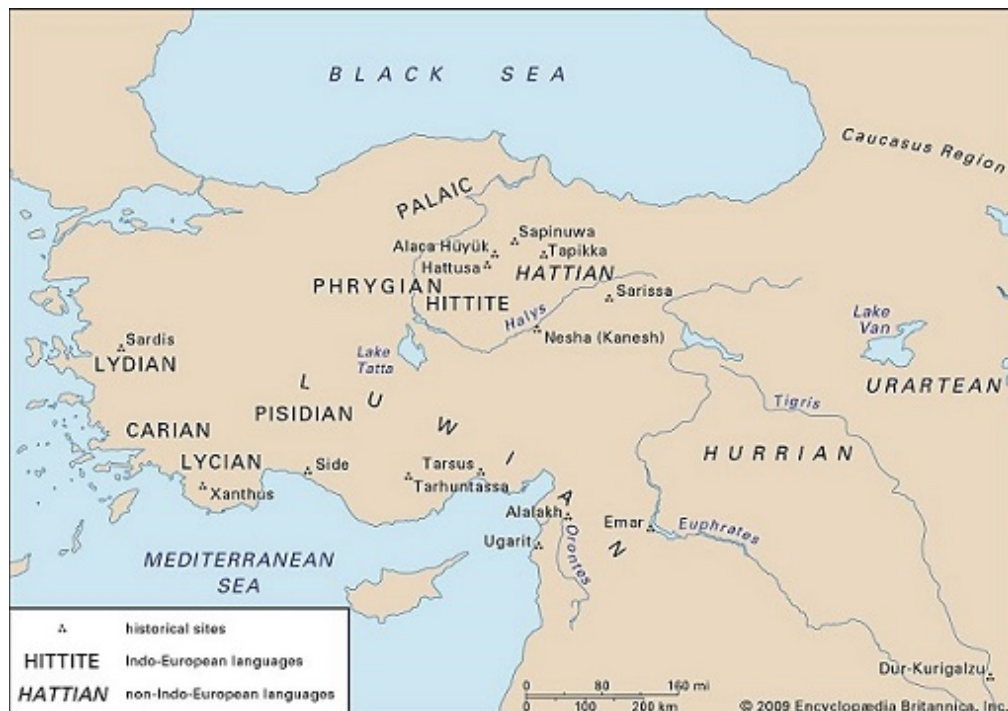 BLACK SEA
Caucasus Region
PALAIC
Sapinuwa
Alaca Hüyük
Tapikka
Hattusa
HATTIAN
PHRYGIAN
HITTITE
Sarissa
Halys
Nesha (Kanesh)
Lake
Van
Sardis
LYDIAN
Lake
Tatta
URARTEAN
LUWIAN
PISIDIAN
Tigris
CARIAN
HURRIAN
LYCIAN
Side
Tarsus
Xanthus
Tarhuntassa
Alalakh
Emar
Euphrates
Ugarit
Orontes
MEDITERRANEAN
SEA
historical sites
HITTITE Indo-European languages
HATTIAN non-Indo-European languages
Dūr-Kurigalzu
0 80 160 mi
0 100 200 km
© 2009 Encyclopædia Britannica, Inc.